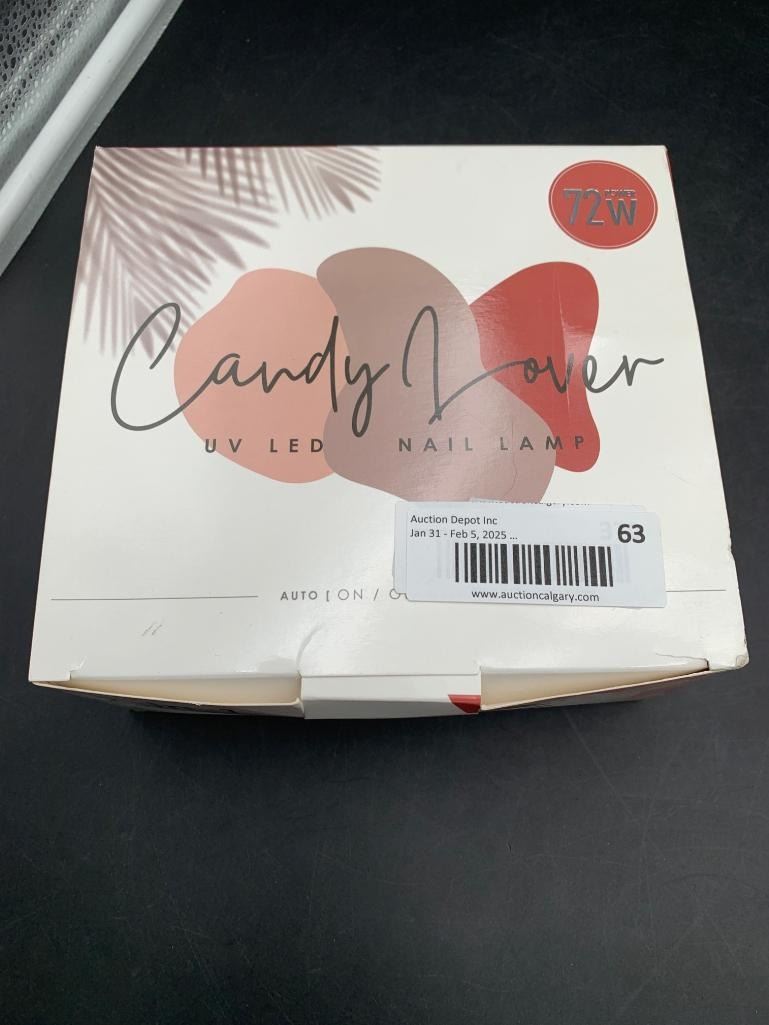 72W
POWER
Candy Lover
UV LED NAIL LAMP
Auction Depot Inc
Jan 31 - Feb 5, 2025 ...
63
www.auctioncalgary.com
AUTO [ ON /